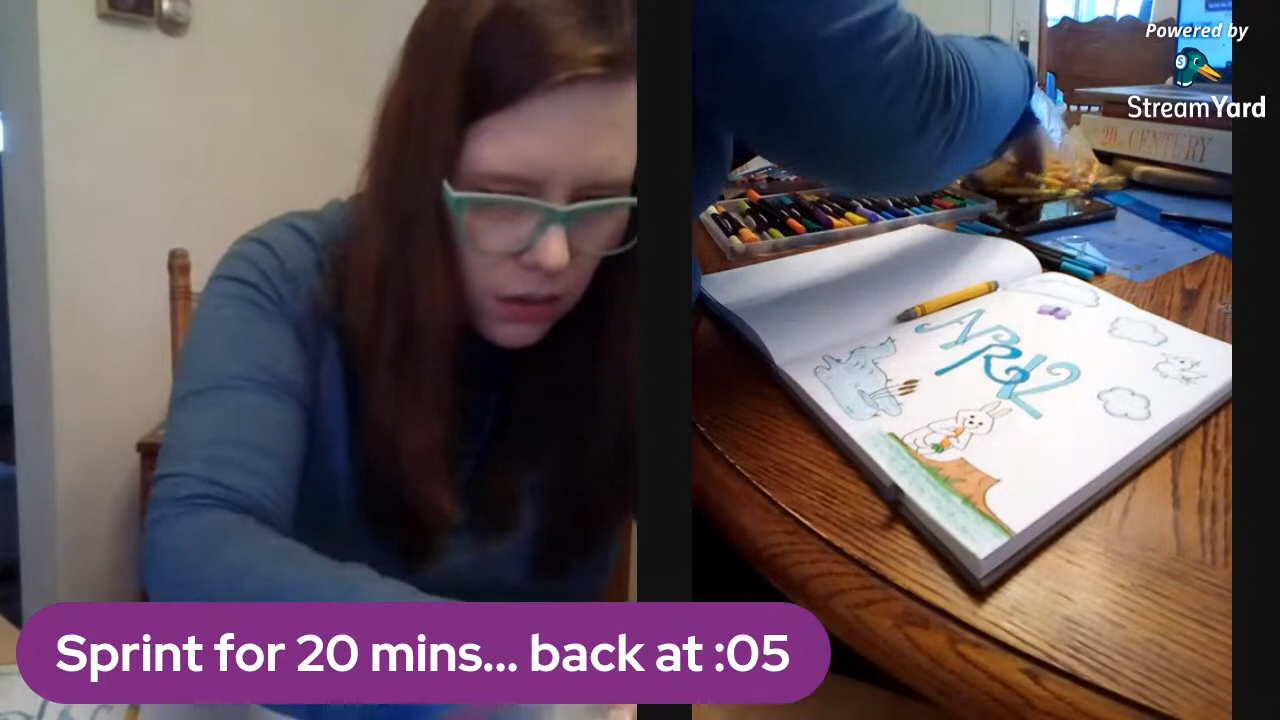 Powered by
StreamYard
20th CENTURY
APRIL
Sprint for 20 mins... back at :05